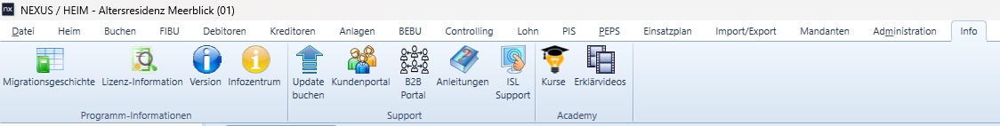 nx NEXUS / HEIM - Altersresidenz Meerblick (01)
Datei Heim Buchen FIBU Debitoren Kreditoren Anlagen BEBU Controlling Lohn PIS PEPS Einsatzplan Import/Export Mandanten Administration Info
Migrationsgeschichte Lizenz-Information Version Infozentrum Update Kundenportal B2B Anleitungen ISL Kurse Erklärvideos
buchen Portal Support
Programm-Informationen Support Academy